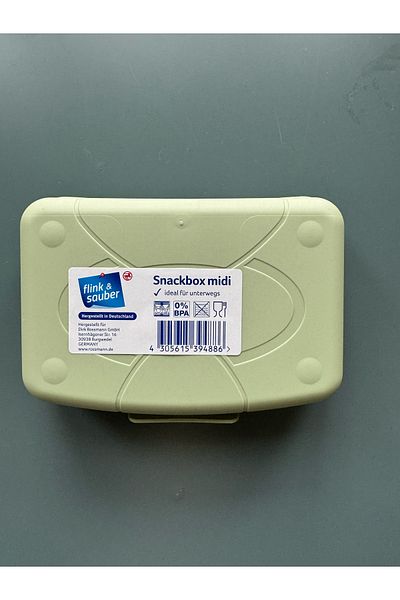 flink &
sauber
Hergestellt in Deutschland
Hergestellt für
Dirk Rossmann GmbH
Isernhägener Str. 16
30938 Burgwedel
GERMANY
www.rossmann.de
Snackbox midi
✓ ideal für unterwegs
0%
BPA
4 305615 394886 >